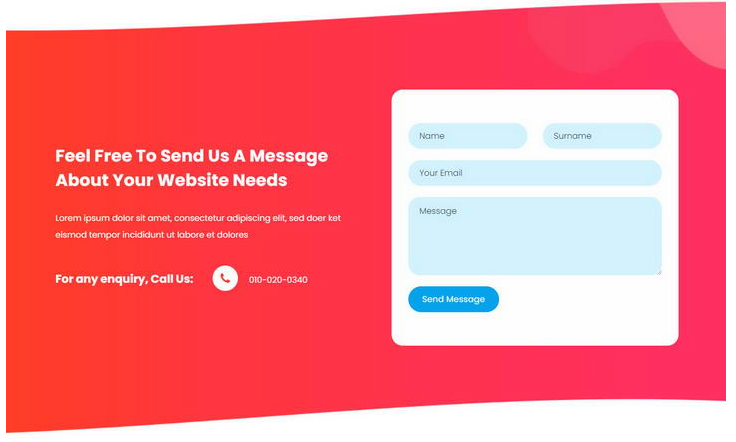 Feel Free To Send Us A Message
About Your Website Needs
Lorem ipsum dolor sit amet, consectetur adipiscing elit, sed doer ket
eismod tempor incididunt ut labore et dolores
For any enquiry, Call Us: 010-020-0340
Name Surname
Your Email
Message
Send Message